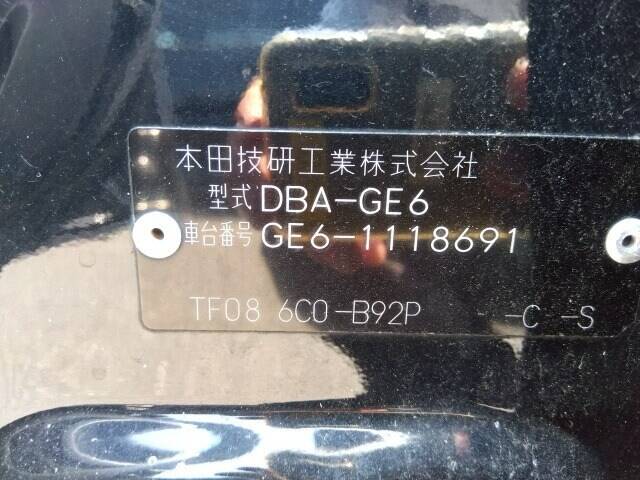 本田技研工業株式会社
型式 DBA-GE6
車台番号 GE6-1118691
TF08 6C0-B92P -C -S